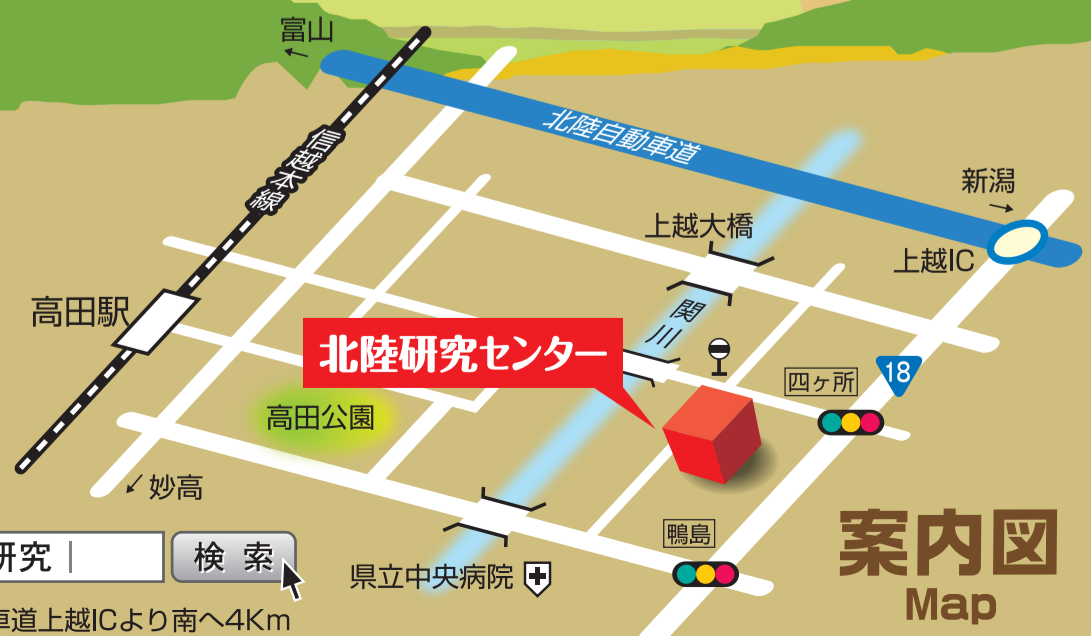 富山
北陸自動車道
信越本線
新潟
上越大橋
上越IC
高田駅
関川
北陸研究センター
18
四ヶ所
高田公園
妙高
鴨島
案内図
Map
研究
検 索
県立中央病院
車道上越ICより南へ4Km